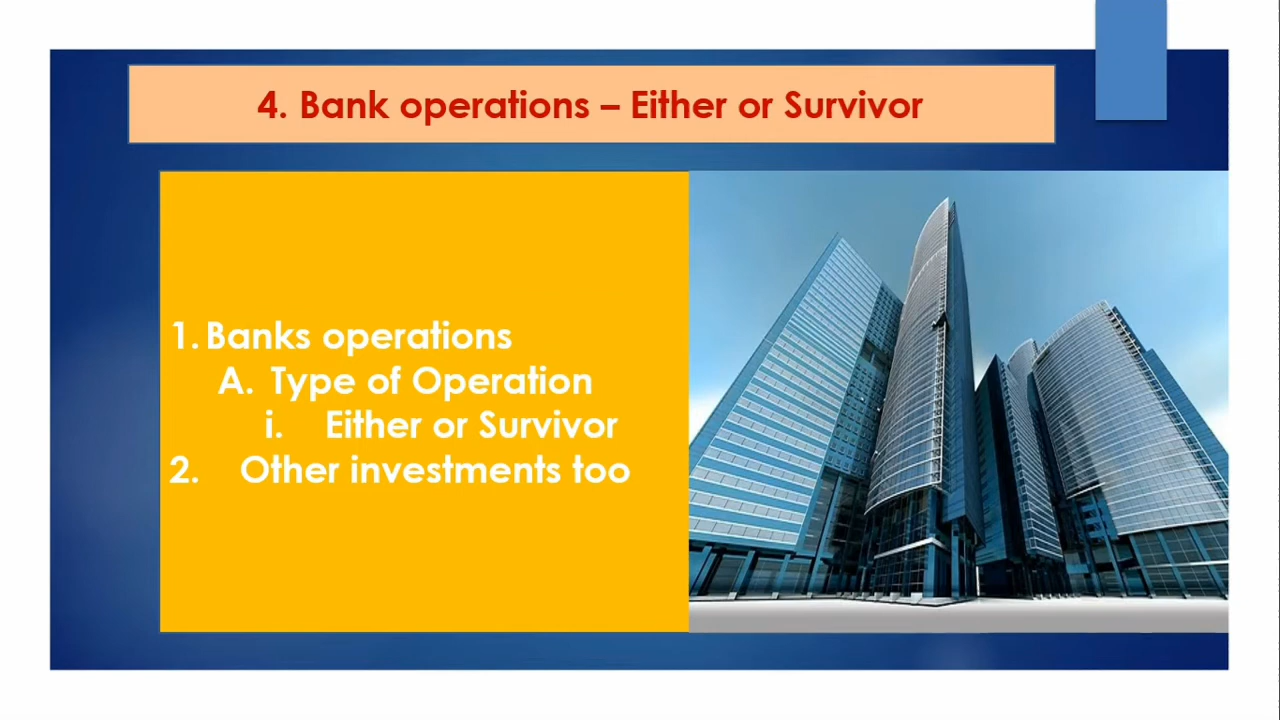 4. Bank operations – Either or Survivor
1. Banks operations
A. Type of Operation
i. Either or Survivor
2. Other investments too